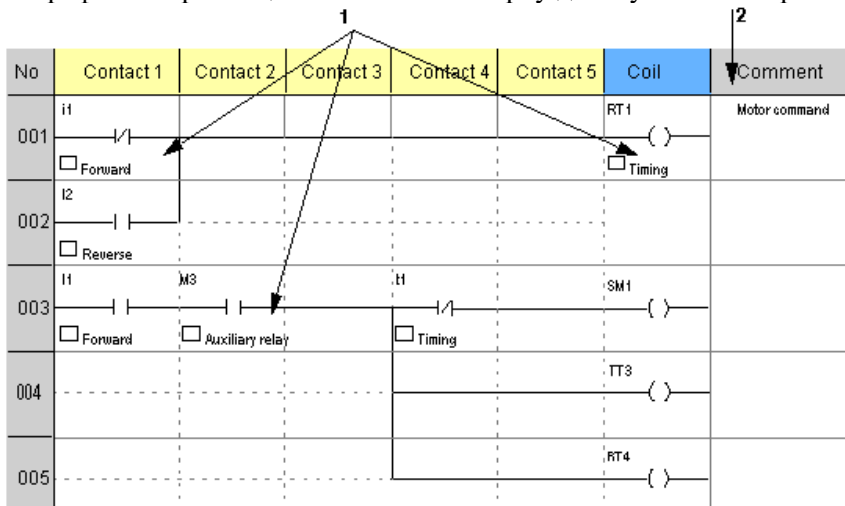 1
2
No Contact 1 Contact 2 Contact 3 Contact 4 Contact 5 Coil Comment
i1 RT1 Motor command
001
Forward Timing
I2
002
Reverse
I1 M3 t1 SM1
003
Forward Auxiliary relay Timing
TT3
004
RT4
005